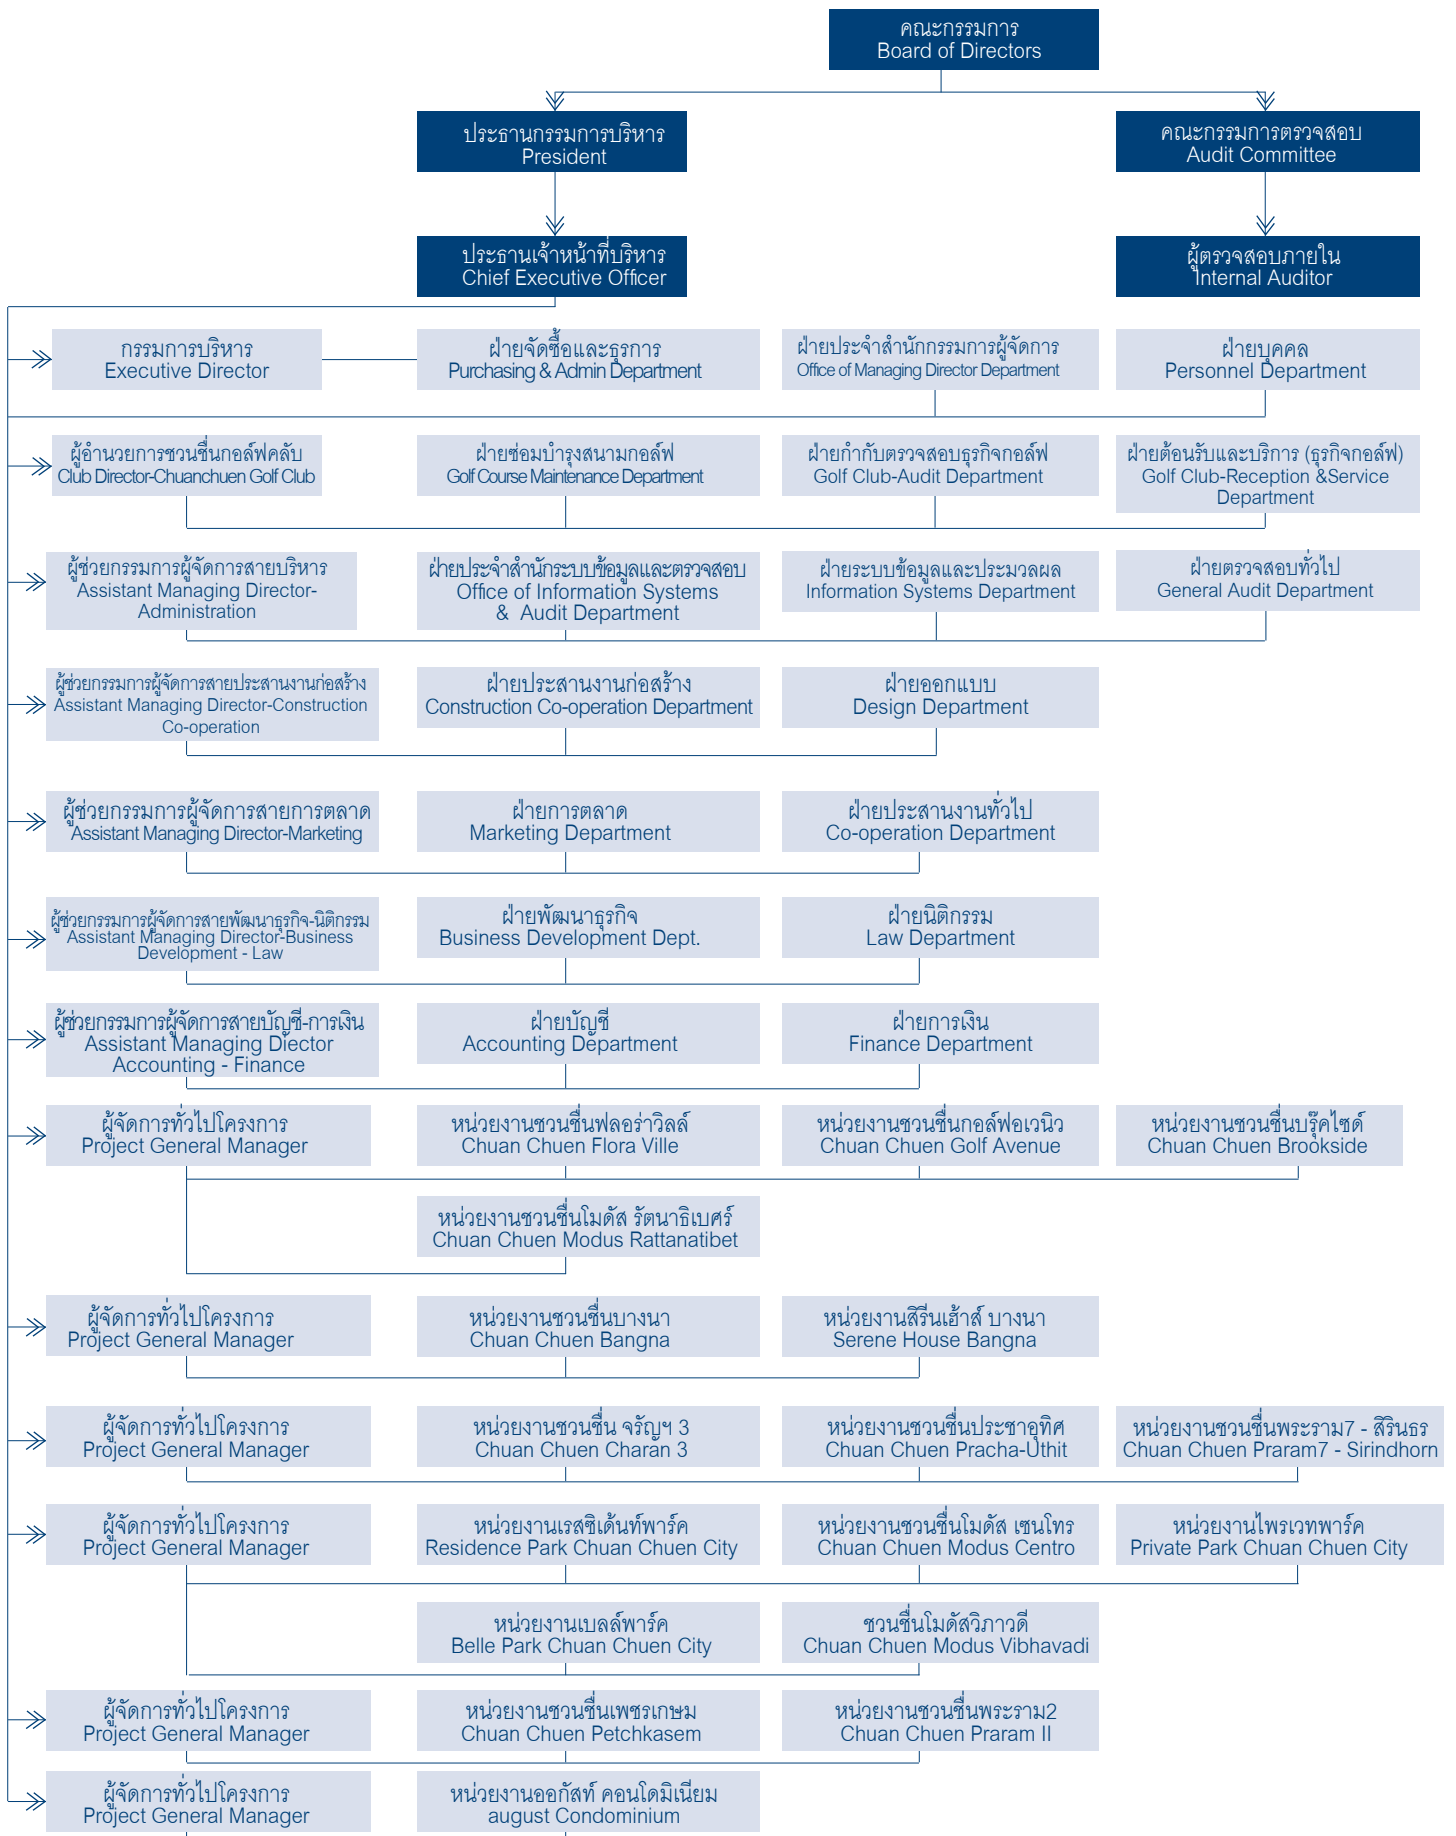 คณะกรรมการ
Board of Directors
ประธานกรรมการบริหาร
President
คณะกรรมการตรวจสอบ
Audit Committee
ประธานเจ้าหน้าที่บริหาร
Chief Executive Officer
ผู้ตรวจสอบภายใน
Internal Auditor
กรรมการบริหาร
Executive Director
ฝ่ายจัดซื้อและธุรการ
Purchasing & Admin Department
ฝ่ายประจำสำนักกรรมการผู้จัดการ
Office of Managing Director Department
ฝ่ายบุคคล
Personnel Department
ผู้อำนวยการชวนชื่นกอล์ฟคลับ
Club Director-Chuanchuen Golf Club
ฝ่ายซ่อมบำรุงสนามกอล์ฟ
Golf Course Maintenance Department
ฝ่ายกำกับตรวจสอบธุรกิจกอล์ฟ
Golf Club-Audit Department
ฝ่ายต้อนรับและบริการ (ธุรกิจกอล์ฟ)
Golf Club-Reception &Service
Department
ผู้ช่วยกรรมการผู้จัดการสายบริหาร
Assistant Managing Director-
Administration
ฝ่ายประจำสำนักระบบข้อมูลและตรวจสอบ
Office of Information Systems
& Audit Department
ฝ่ายระบบข้อมูลและประมวลผล
Information Systems Department
ฝ่ายตรวจสอบทั่วไป
General Audit Department
ผู้ช่วยกรรมการผู้จัดการสายประสานงานก่อสร้าง
Assistant Managing Director-Construction
Co-operation
ฝ่ายประสานงานก่อสร้าง
Construction Co-operation Department
ฝ่ายออกแบบ
Design Department
ผู้ช่วยกรรมการผู้จัดการสายการตลาด
Assistant Managing Director-Marketing
ฝ่ายการตลาด
Marketing Department
ฝ่ายประสานงานทั่วไป
Co-operation Department
ผู้ช่วยกรรมการผู้จัดการสายพัฒนาธุรกิจ-นิติกรรม
Assistant Managing Director-Business
Development - Law
ฝ่ายพัฒนาธุรกิจ
Business Development Dept.
ฝ่ายนิติกรรม
Law Department
ผู้ช่วยกรรมการผู้จัดการสายบัญชี-การเงิน
Assistant Managing Diector
Accounting - Finance
ฝ่ายบัญชี
Accounting Department
ฝ่ายการเงิน
Finance Department
ผู้จัดการทั่วไปโครงการ
Project General Manager
หน่วยงานชวนชื่นฟลอร่าวิลล์
Chuan Chuen Flora Ville
หน่วยงานชวนชื่นกอล์ฟอเวนิว
Chuan Chuen Golf Avenue
หน่วยงานชวนชื่นบรุ๊คไซด์
Chuan Chuen Brookside
หน่วยงานชวนชื่นโมดัส รัตนาธิเบศร์
Chuan Chuen Modus Rattanatibet
ผู้จัดการทั่วไปโครงการ
Project General Manager
หน่วยงานชวนชื่นบางนา
Chuan Chuen Bangna
หน่วยงานสิรีนเฮ้าส์ บางนา
Serene House Bangna
ผู้จัดการทั่วไปโครงการ
Project General Manager
หน่วยงานชวนชื่น จรัญฯ 3
Chuan Chuen Charan 3
หน่วยงานชวนชื่นประชาอุทิศ
Chuan Chuen Pracha-Uthit
หน่วยงานชวนชื่นพระราม7 - สิรินธร
Chuan Chuen Praram7 - Sirindhorn
ผู้จัดการทั่วไปโครงการ
Project General Manager
หน่วยงานเรสซิเด้นท์พาร์ค
Residence Park Chuan Chuen City
หน่วยงานชวนชื่นโมดัส เซนโทร
Chuan Chuen Modus Centro
หน่วยงานไพรเวทพาร์ค
Private Park Chuan Chuen City
หน่วยงานเบลล์พาร์ค
Belle Park Chuan Chuen City
ชวนชื่นโมดัสวิภาวดี
Chuan Chuen Modus Vibhavadi
ผู้จัดการทั่วไปโครงการ
Project General Manager
หน่วยงานชวนชื่นเพชรเกษม
Chuan Chuen Petchkasem
หน่วยงานชวนชื่นพระราม2
Chuan Chuen Praram II
ผู้จัดการทั่วไปโครงการ
Project General Manager
หน่วยงานออกัสท์ คอนโดมิเนียม
august Condominium